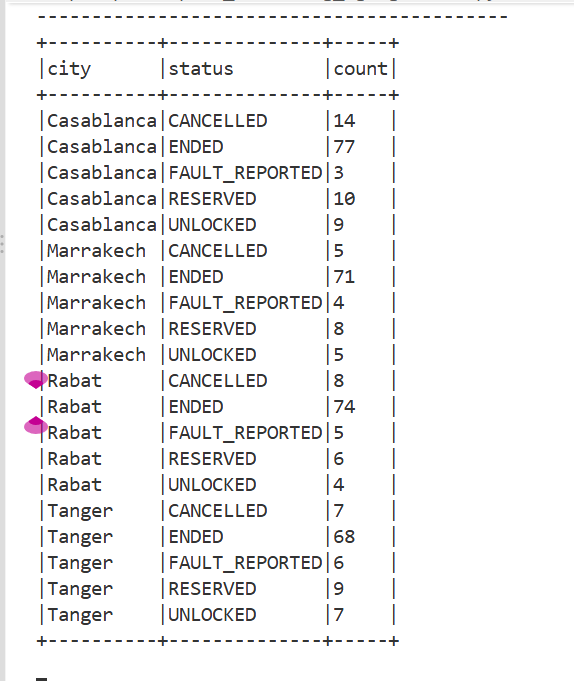 -------------------------------------------
+----------+--------------+-----+
|city      |status        |count|
+----------+--------------+-----+
|Casablanca|CANCELLED     |14   |
|Casablanca|ENDED         |77   |
|Casablanca|FAULT_REPORTED|3    |
|Casablanca|RESERVED      |10   |
|Casablanca|UNLOCKED      |9    |
|Marrakech |CANCELLED     |5    |
|Marrakech |ENDED         |71   |
|Marrakech |FAULT_REPORTED|4    |
|Marrakech |RESERVED      |8    |
|Marrakech |UNLOCKED      |5    |
|Rabat     |CANCELLED     |8    |
|Rabat     |ENDED         |74   |
|Rabat     |FAULT_REPORTED|5    |
|Rabat     |RESERVED      |6    |
|Rabat     |UNLOCKED      |4    |
|Tanger    |CANCELLED     |7    |
|Tanger    |ENDED         |68   |
|Tanger    |FAULT_REPORTED|6    |
|Tanger    |RESERVED      |9    |
|Tanger    |UNLOCKED      |7    |
+----------+--------------+-----+